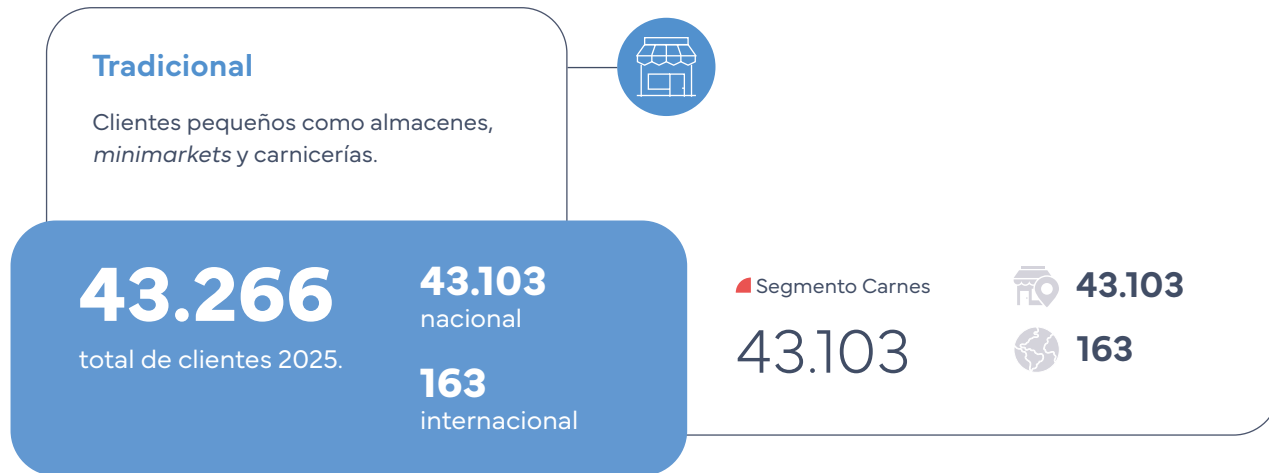 Tradicional
Clientes pequeños como almacenes,
minimarkets y carnicerías.
43.266
total de clientes 2025.
43.103
nacional
163
internacional
Segmento Carnes
43.103
43.103
163